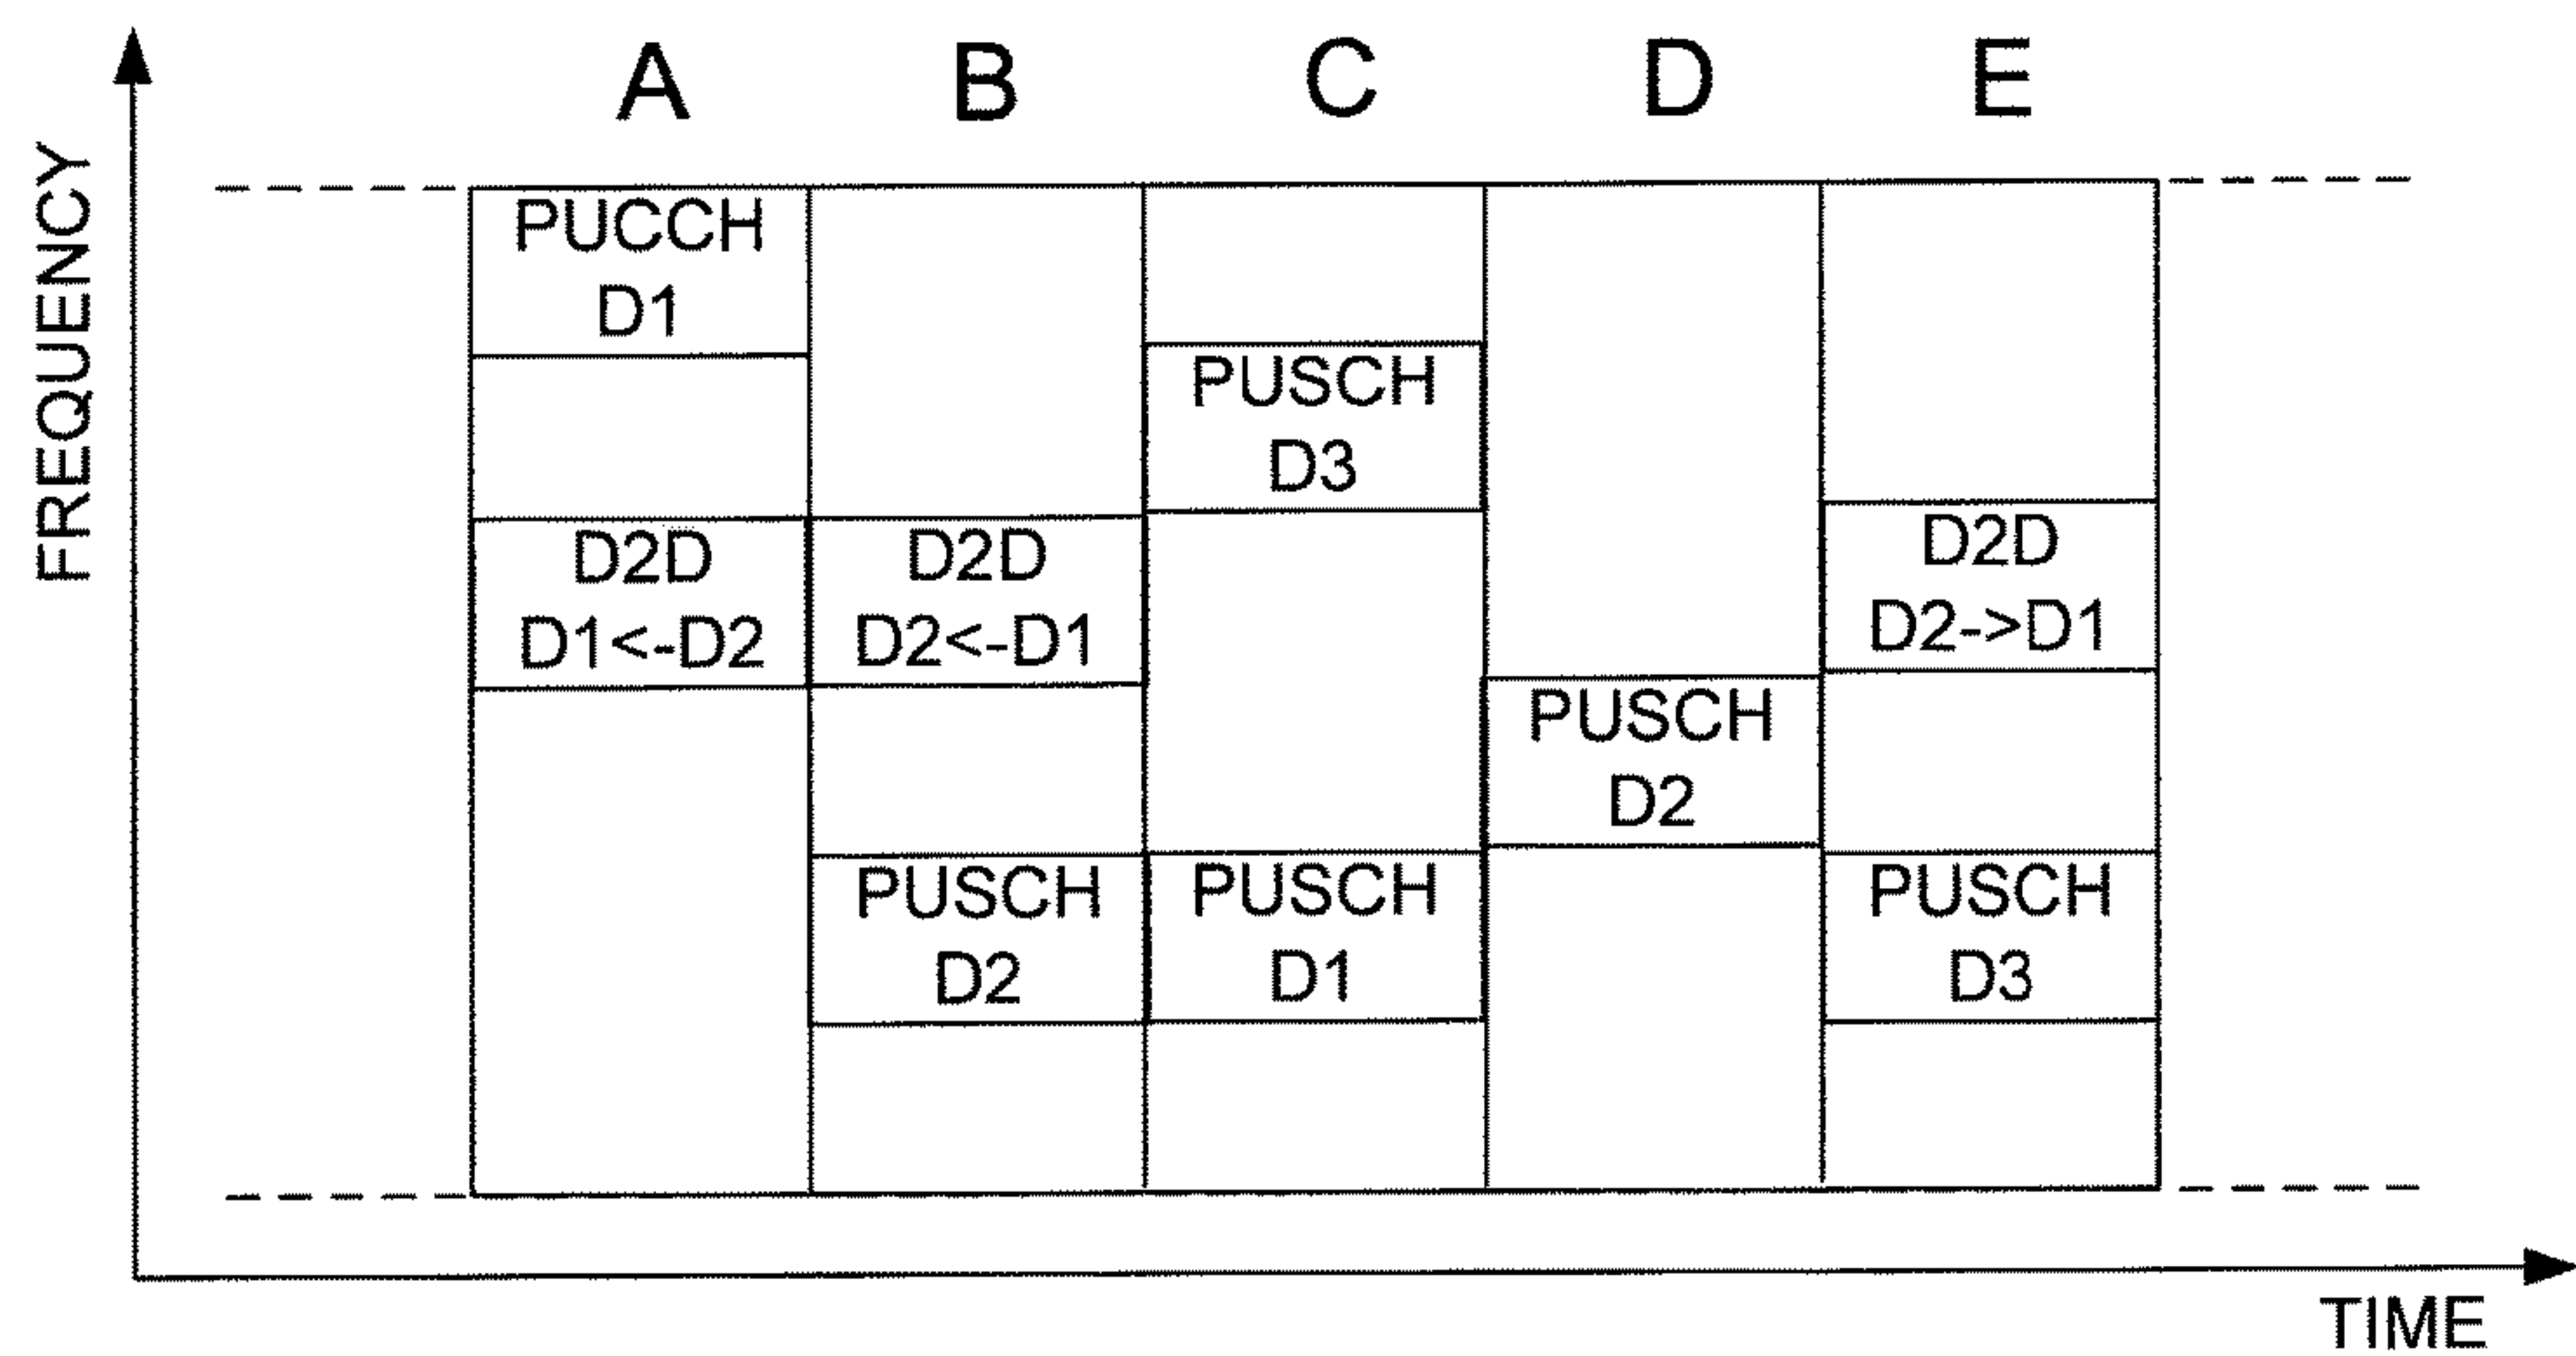 FREQUENCY
A B C D E
PUCCH
D1
D2D
D1<-D2
D2D
D2<-D1
PUSCH
D2
PUSCH
D3
PUSCH
D1
PUSCH
D2
D2D
D2->D1
PUSCH
D3
TIME